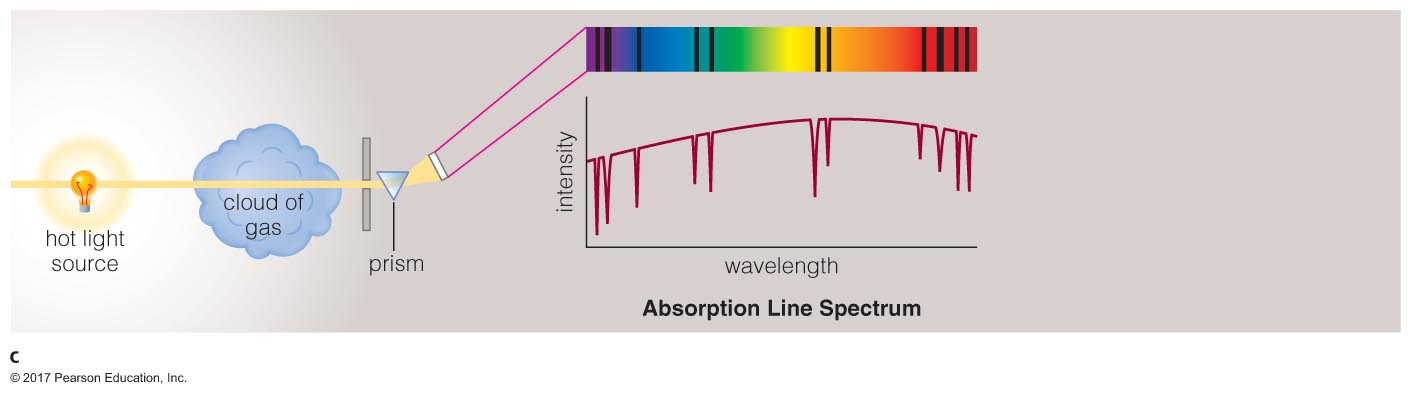 hot light
source
cloud of
gas
prism
intensity
wavelength
Absorption Line Spectrum
C
© 2017 Pearson Education, Inc.